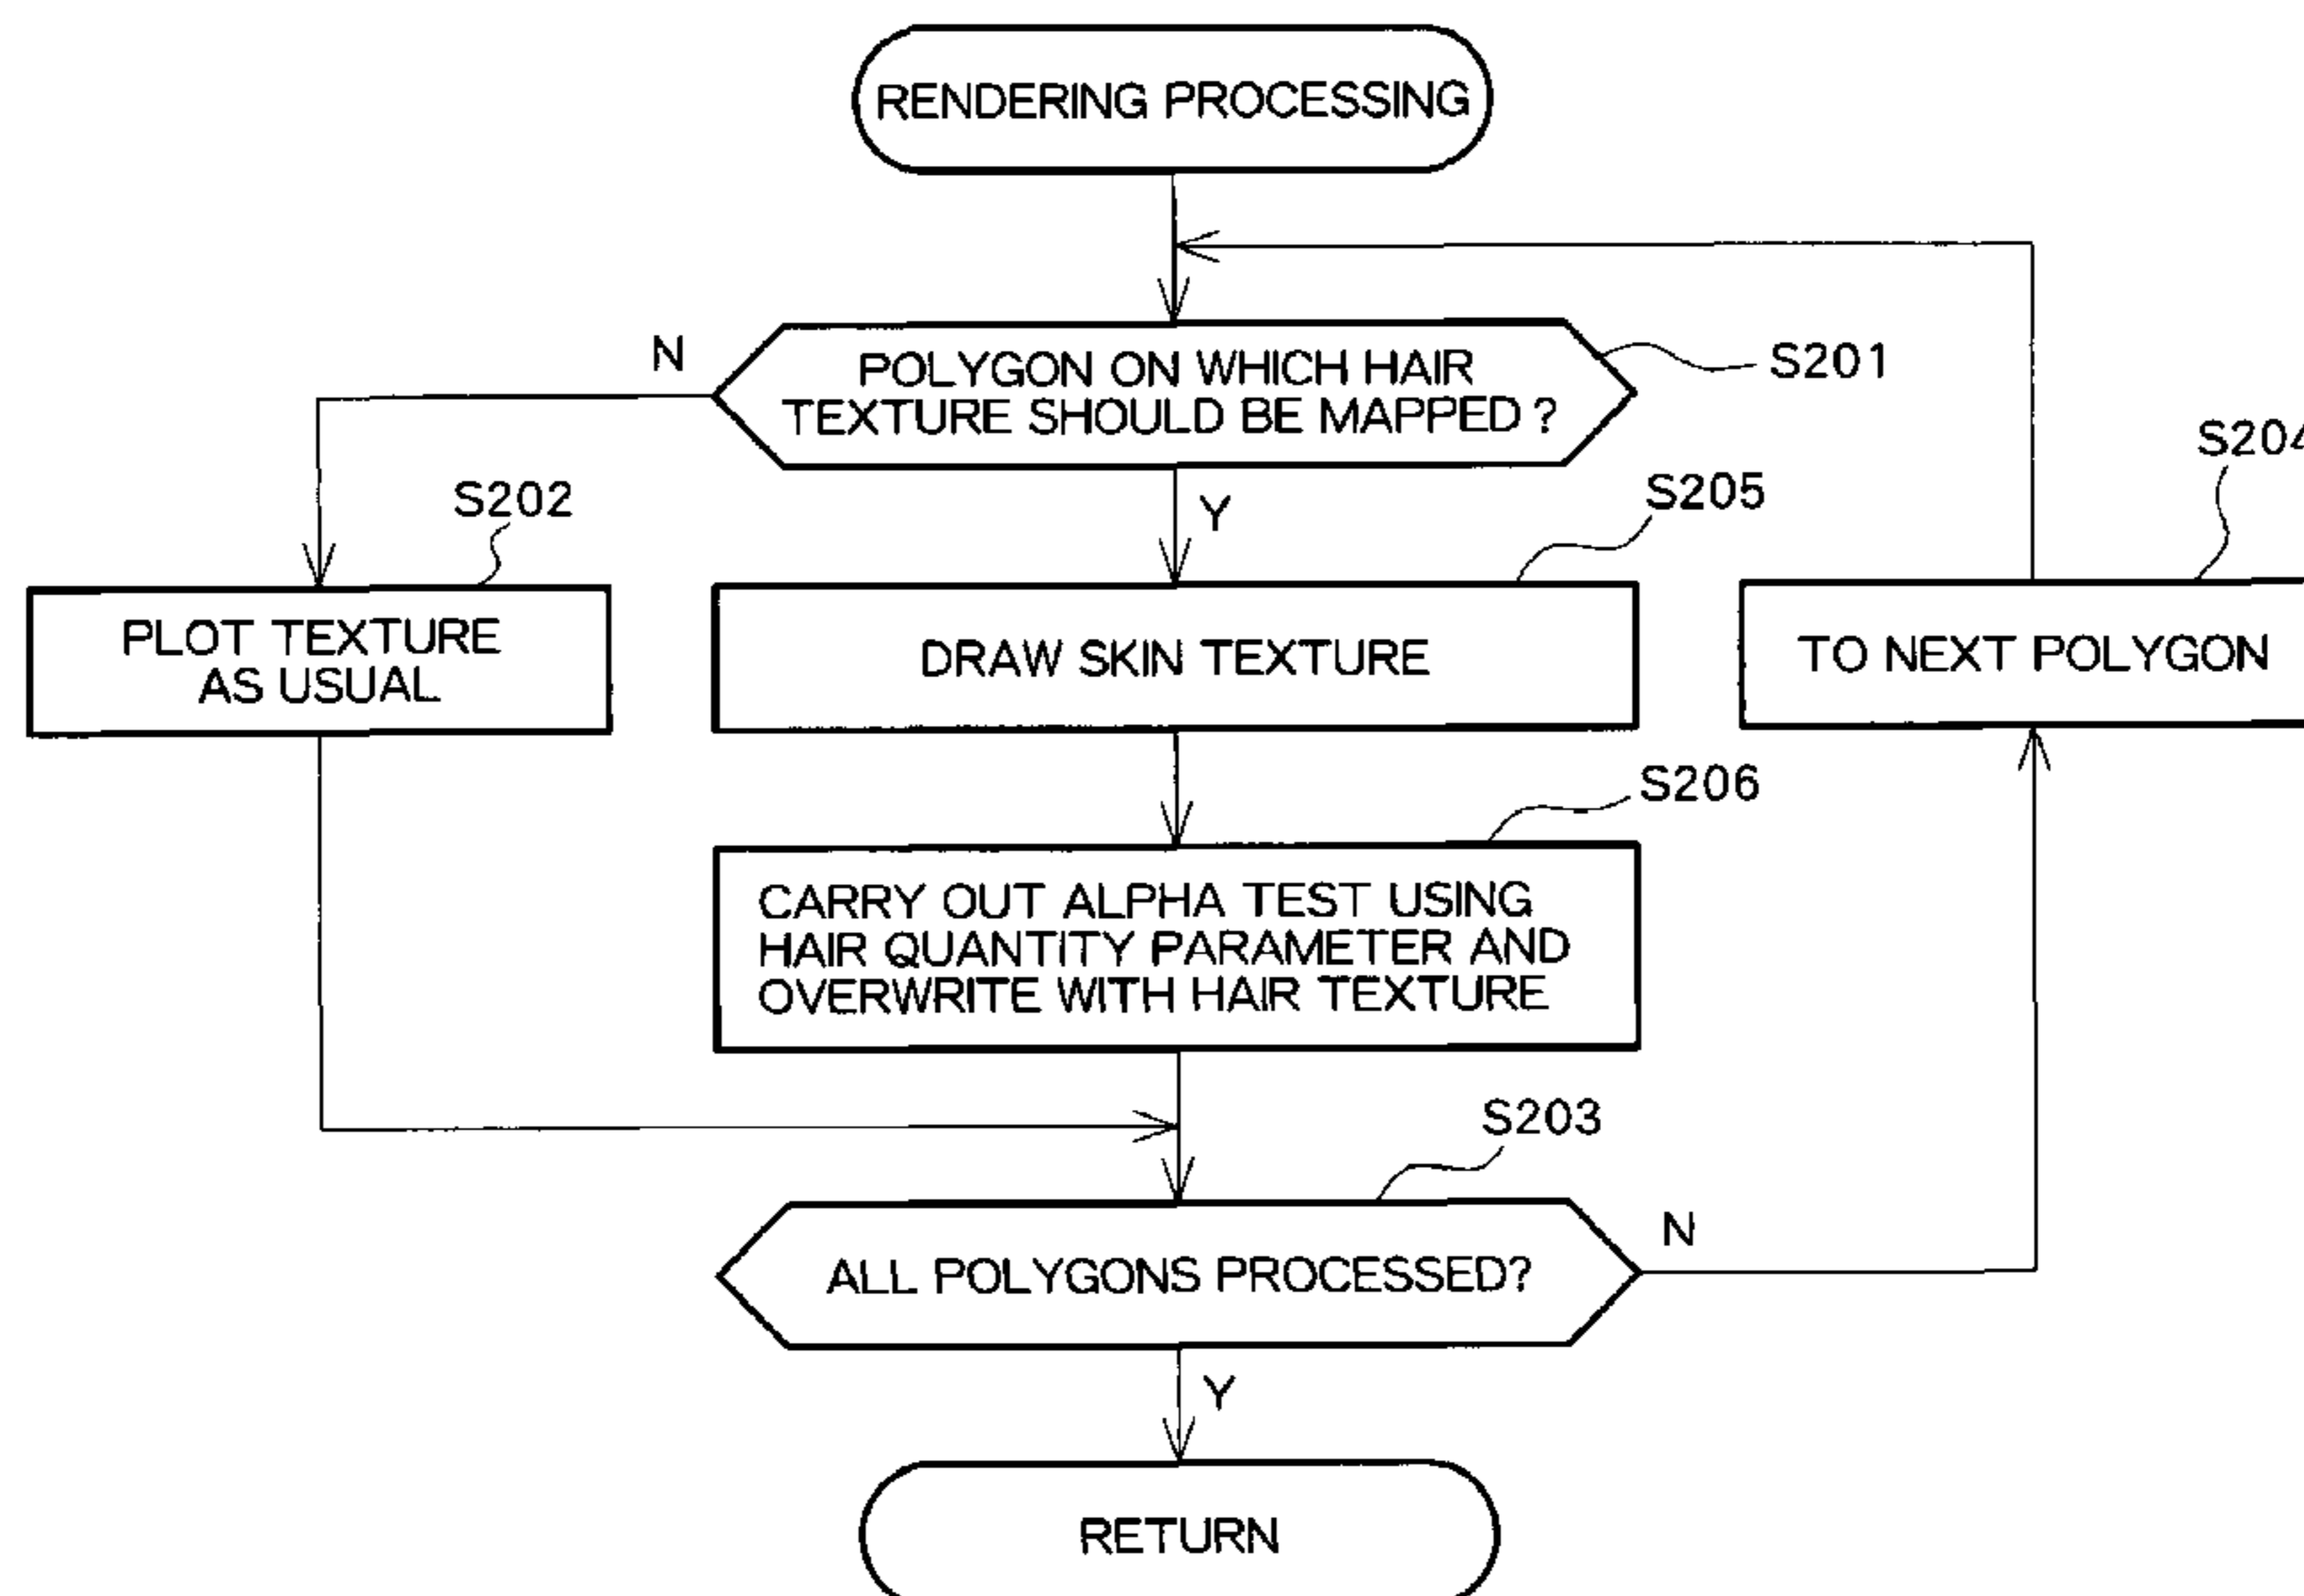 RENDERING PROCESSING
N
POLYGON ON WHICH HAIR
TEXTURE SHOULD BE MAPPED ?
S201
S204
S202
Y
S205
PLOT TEXTURE
AS USUAL
DRAW SKIN TEXTURE
TO NEXT POLYGON
S206
CARRY OUT ALPHA TEST USING
HAIR QUANTITY PARAMETER AND
OVERWRITE WITH HAIR TEXTURE
S203
ALL POLYGONS PROCESSED?
N
Y
RETURN